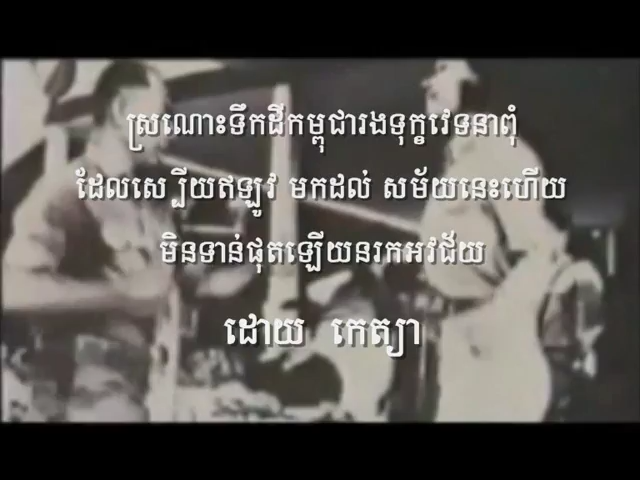 ស្រណោះទឹកដីកម្ពុជារងទុក្ខវេទនាពុំ
ដែលស្បើយឥឡូវ មកដល់ សម័យនេះហើយ
មិនទាន់ផុតឡើយនរកអវជ័យ
ដោយ កេត្យា